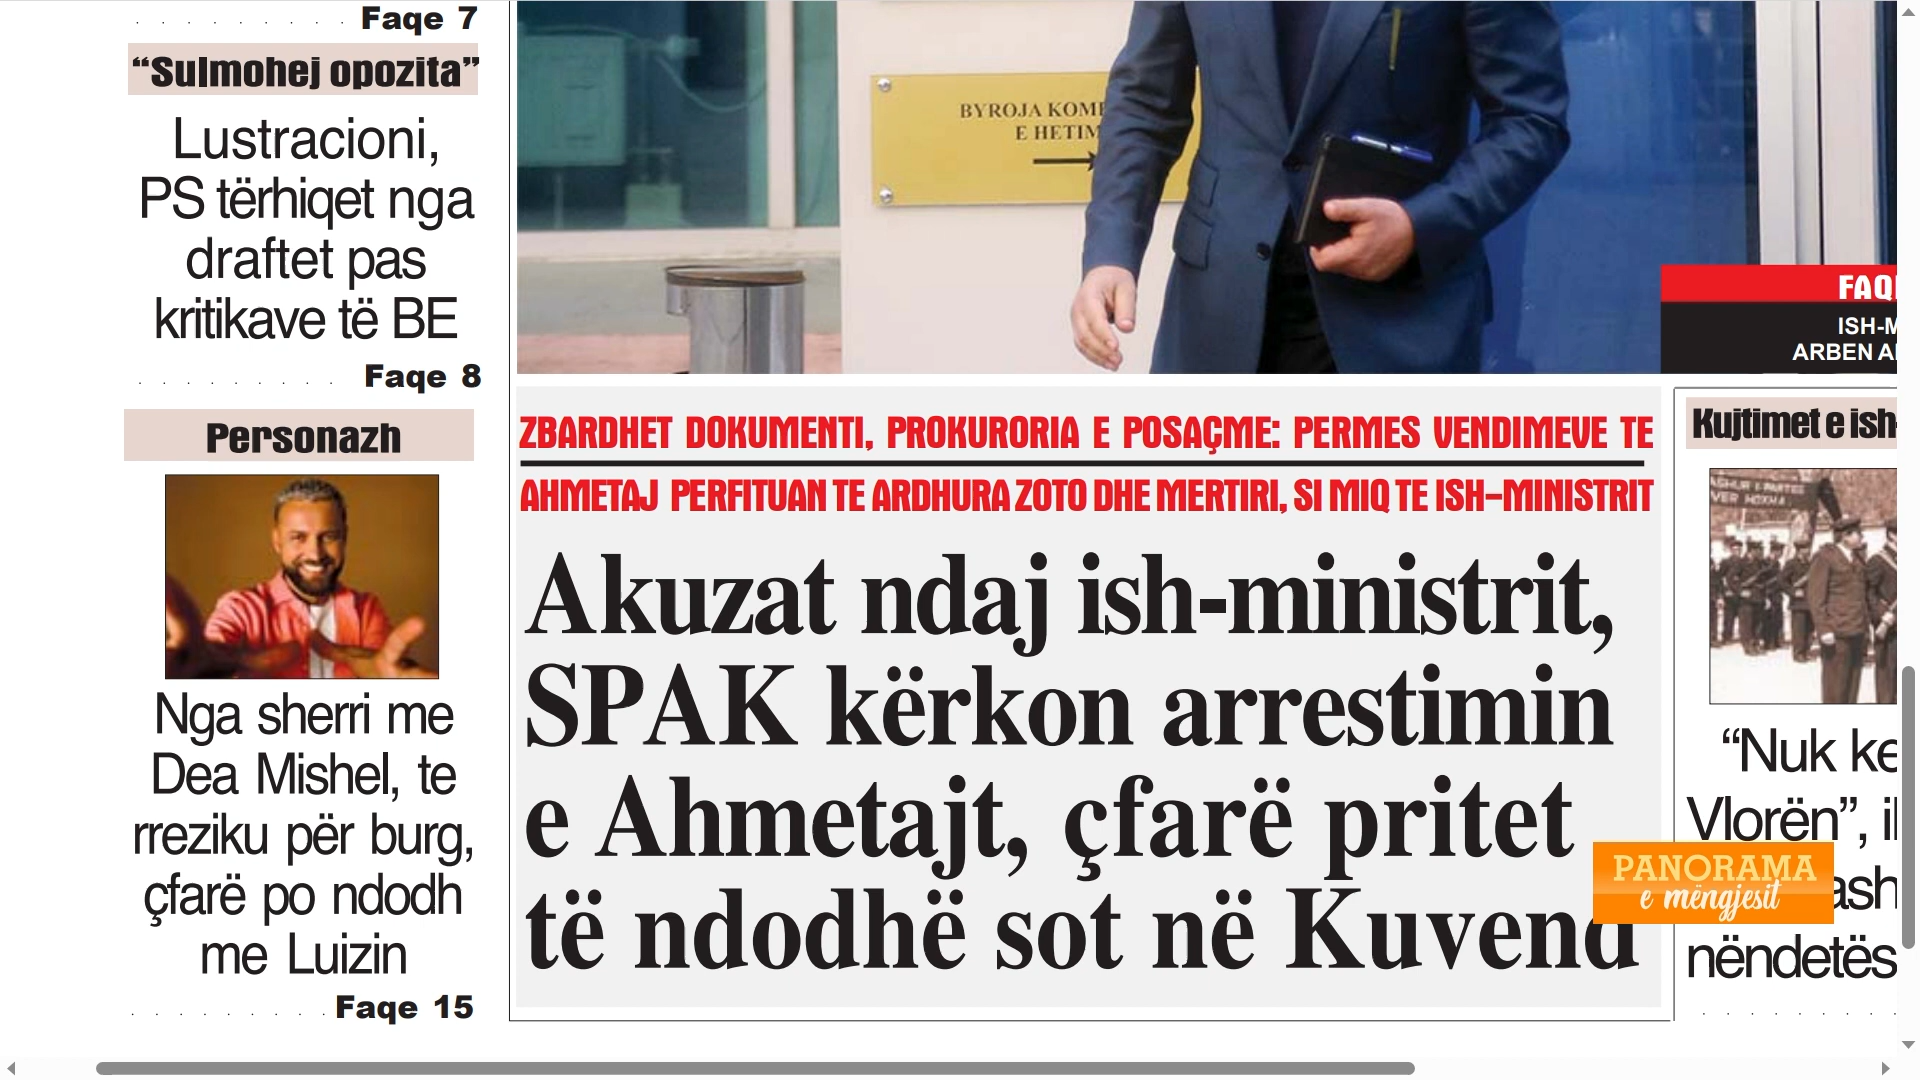 Faqe 7
“Sulmohej opozita”
Lustracioni,
PS tërhiqet nga
draftet pas
kritikave të BE
Faqe 8
Personazh
Nga sherri me
Dea Mishel, te
rreziku për burg,
çfarë po ndodh
me Luizin
Faqe 15
BYROJA
E
ISH-
ARBEN
ZBARDHET DOKUMENTI, PROKURORIA E POSAÇME: PERMES VENDIMEVE TE
AHMETAJ PERFITUAN TE ARDHURA ZOTO DHE MERTIRI, SI MIQ TE ISH-MINISTRIT
Akuzat ndaj ish-ministrit,
SPAK kërkon arrestimin
e Ahmetajt, çfarë pritet
të ndodhë sot në Kuvend
Kujtimet e ish-
VER HOXHA
“Nuk ke
Vlorën”,
PANORAMA
e mëngjesit
nëndetës